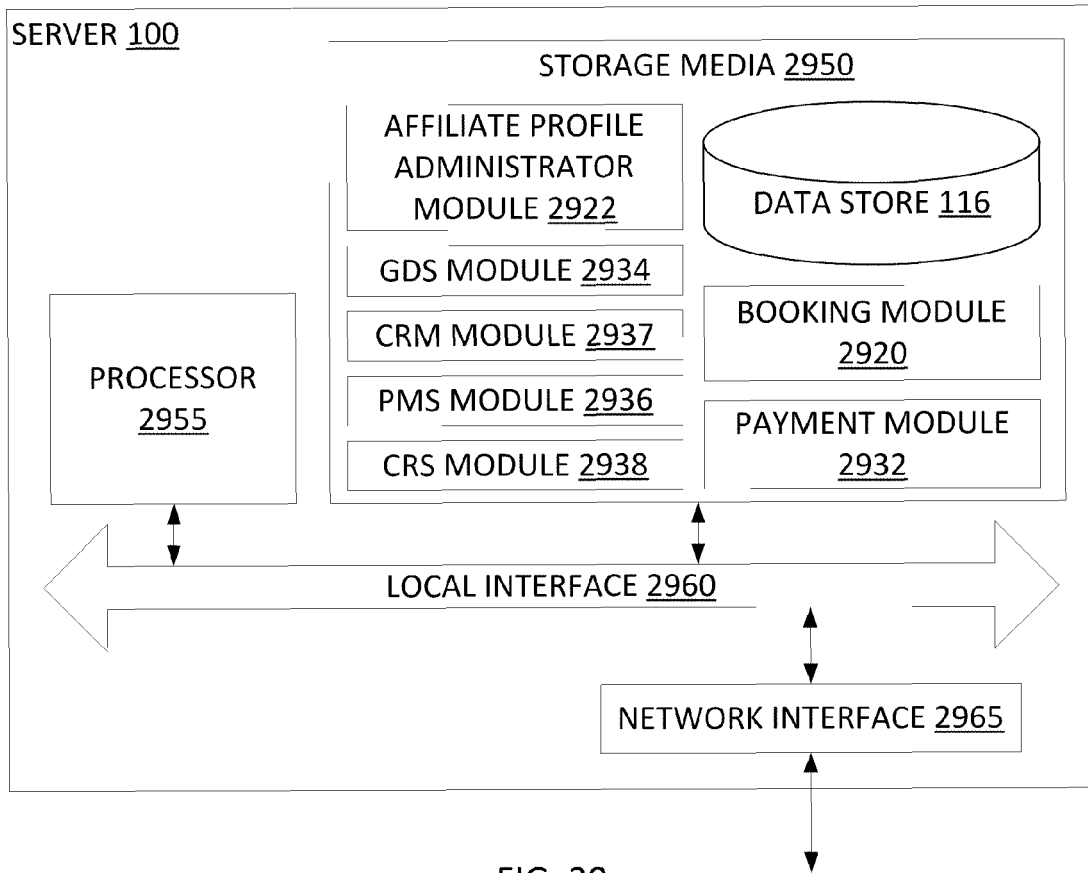 SERVER 100
STORAGE MEDIA 2950
AFFILIATE PROFILE
ADMINISTRATOR
MODULE 2922
DATA STORE 116
GDS MODULE 2934
CRM MODULE 2937
PMS MODULE 2936
CRS MODULE 2938
BOOKING MODULE
2920
PAYMENT MODULE
2932
PROCESSOR
2955
LOCAL INTERFACE 2960
NETWORK INTERFACE 2965